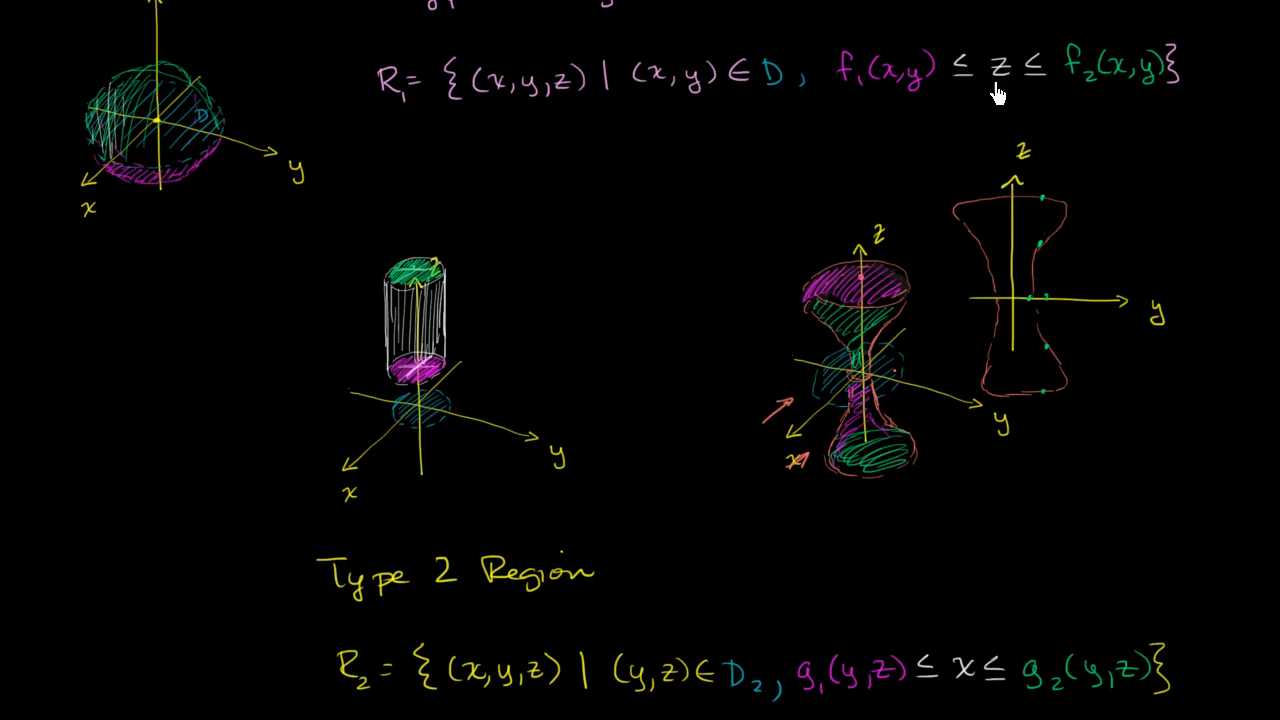 R₁ = { (x, y, z) | (x, y) ∈ D, f₁(x, y) ≤ z ≤ f₂(x, y) }
D
y
x
z
y
z
y
x
z
y
x
Type 2 Region
R₂ = { (x, y, z) | (y, z) ∈ D₂, g₁(y, z) ≤ x ≤ g₂(y, z) }